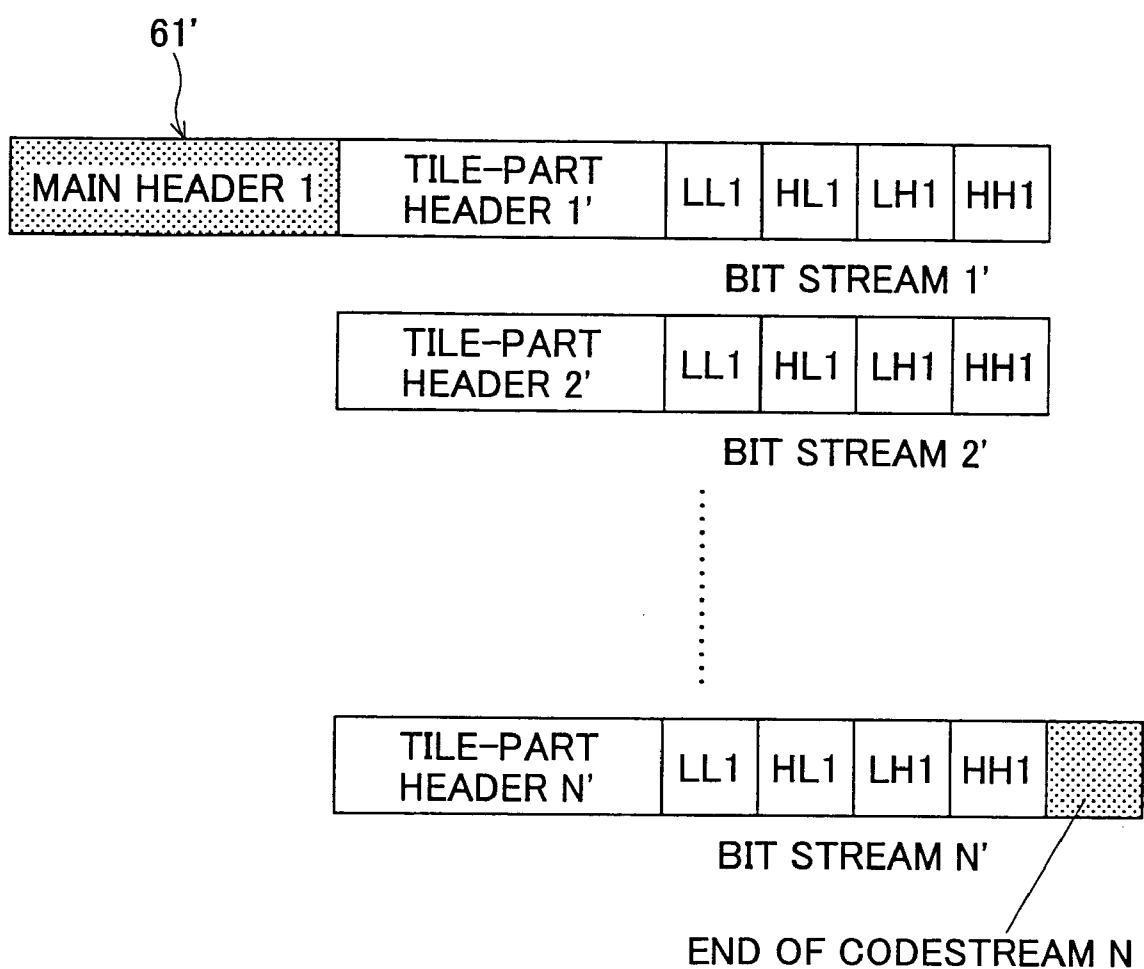 61'
MAIN HEADER 1
TILE-PART
HEADER 1'
LL1 HL1 LH1 HH1
BIT STREAM 1'
TILE-PART
HEADER 2'
LL1 HL1 LH1 HH1
BIT STREAM 2'
TILE-PART
HEADER N'
LL1 HL1 LH1 HH1
BIT STREAM N'
END OF CODESTREAM N